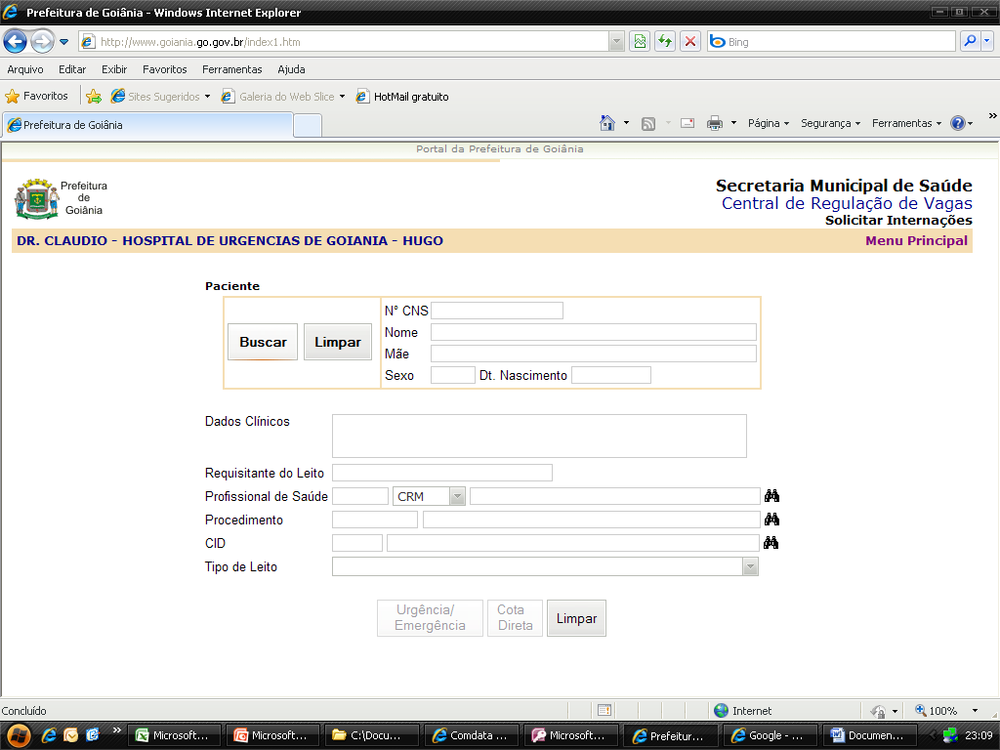 Prefeitura de Goiânia - Windows Internet Explorer
http://www.goiania.go.gov.br/index1.htm
Bing
Arquivo Editar Exibir Favoritos Ferramentas Ajuda
Favoritos Sites Sugeridos Galeria do Web Slice HotMail gratuito
Prefeitura de Goiânia
Página Segurança Ferramentas »
Portal da Prefeitura de Goiânia
Prefeitura
de
Goiânia
Secretaria Municipal de Saúde
Central de Regulação de Vagas
Solicitar Internações
DR. CLAUDIO - HOSPITAL DE URGENCIAS DE GOIANIA - HUGO Menu Principal
Paciente
Buscar Limpar
N° CNS
Nome
Mãe
Sexo Dt. Nascimento
Dados Clínicos
Requisitante do Leito
Profissional de Saúde CRM
Procedimento
CID
Tipo de Leito
Urgência/
Emergência
Cota
Direta
Limpar
Concluído Internet 100%
» Microsoft... Microsoft... C:\Docu... Comdata ... Microsoft... Prefeitur... Google - ... Documen... 23:09